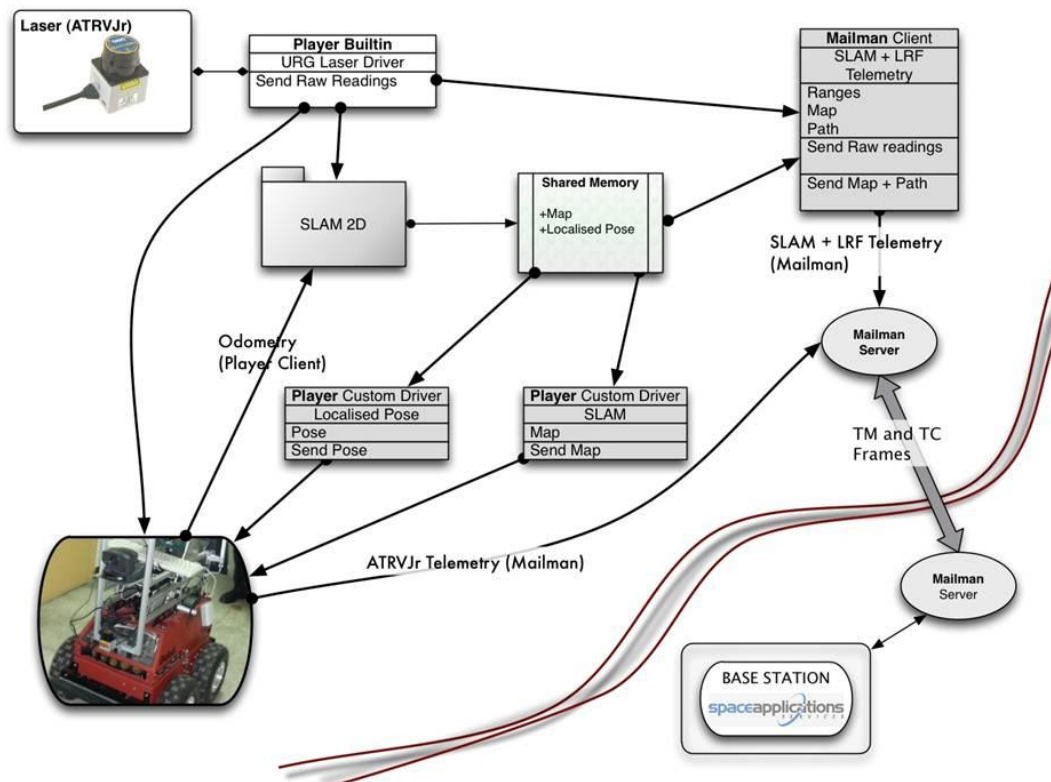 Laser (ATRVJr)
Player Builtin
URG Laser Driver
Send Raw Readings
Mailman Client
SLAM + LRF
Telemetry
Ranges
Map
Path
Send Raw readings
Send Map + Path
SLAM 2D
Shared Memory
+Map
+Localised Pose
SLAM + LRF Telemetry
(Mailman)
Odometry
(Player Client)
Mailman
Server
Player Custom Driver
Localised Pose
Pose
Send Pose
Player Custom Driver
SLAM
Map
Send Map
TM and TC
Frames
ATRVJr Telemetry (Mailman)
Mailman
Server
BASE STATION
spaceapplications
SERVICES